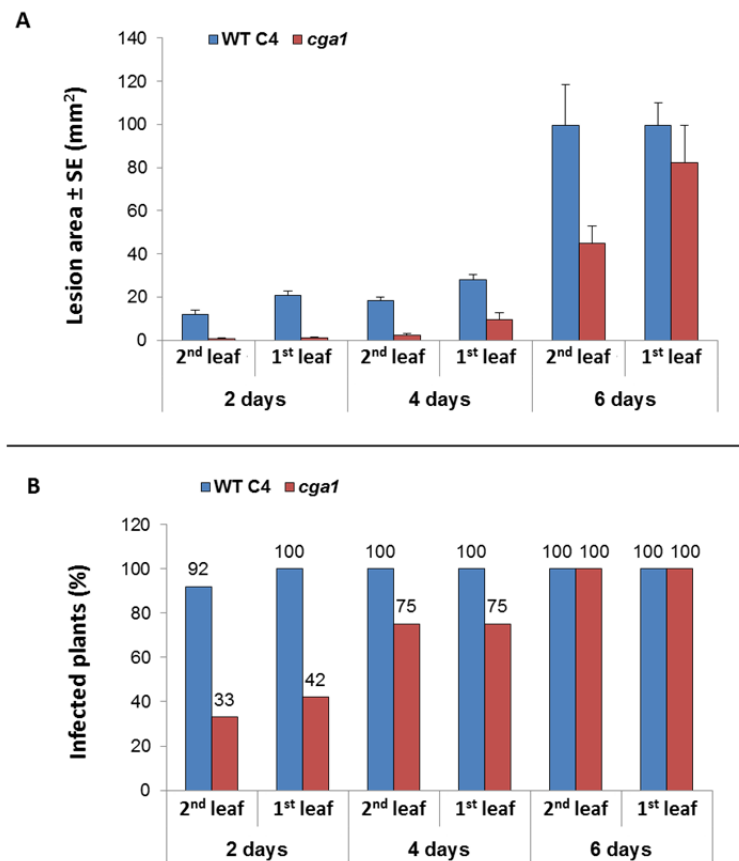 A
WT C4 cga1
Lesion area ± SE (mm²)
140
120
100
80
60
40
20
0
2nd leaf 1st leaf 2nd leaf 1st leaf 2nd leaf 1st leaf
2 days 4 days 6 days
B
WT C4 cga1
Infected plants (%)
120
100
80
60
40
20
0
92 33 100 42 100 75 100 75 100 100 100 100
2nd leaf 1st leaf 2nd leaf 1st leaf 2nd leaf 1st leaf
2 days 4 days 6 days